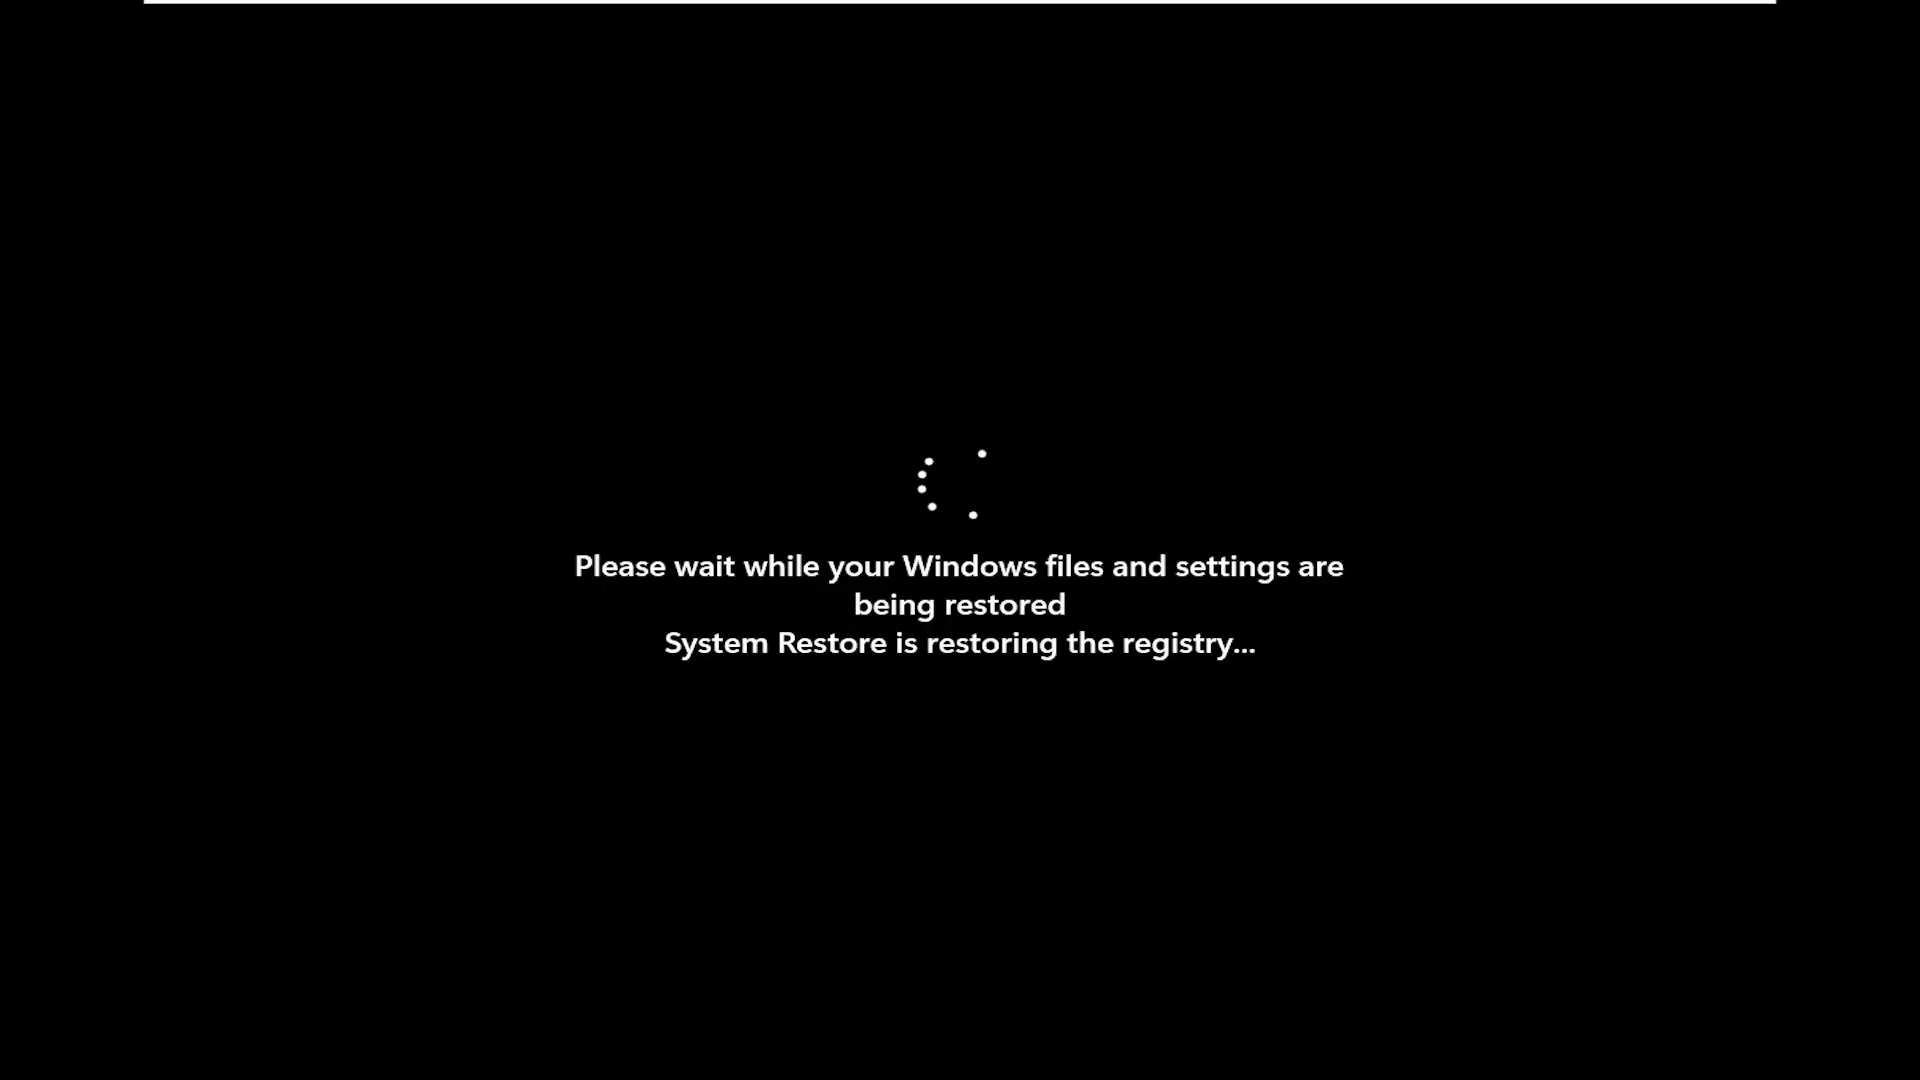 Please wait while your Windows files and settings are
being restored
System Restore is restoring the registry...